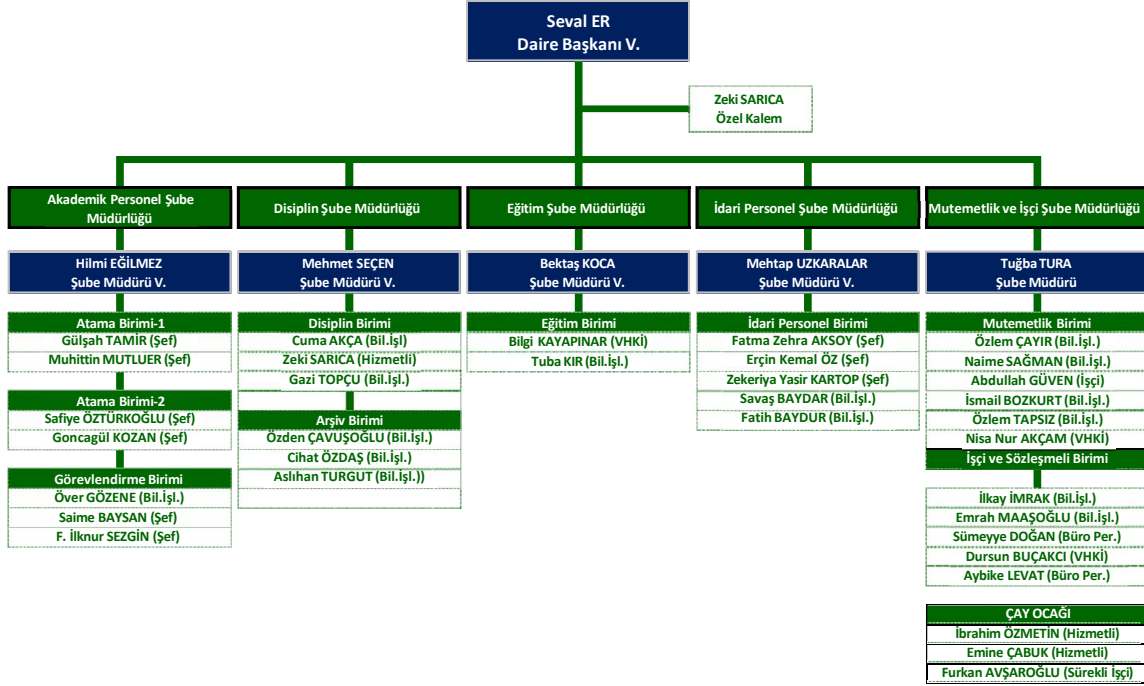 Seval ER
Daire Başkanı V.
Zeki SARICA
Özel Kalem
Akademik Personel Şube
Müdürlüğü
Hilmi EĞİLMEZ
Şube Müdürü V.
Atama Birimi-1
Gülşah TAMİR (Şef)
Muhittin MUTLUER (Şef)
Atama Birimi-2
Safiye ÖZTÜRKOĞLU (Şef)
Goncagül KOZAN (Şef)
Görevlendirme Birimi
Över GÖZENE (Bil.İşl.)
Saime BAYSAN (Şef)
F. İlknur SEZGİN (Şef)
Disiplin Şube Müdürlüğü
Mehmet SEÇEN
Şube Müdürü V.
Disiplin Birimi
Cuma AKÇA (Bil.İşl)
Zeki SARICA (Hizmetli)
Gazi TOPÇU (Bil.İşl.)
Arşiv Birimi
Özden ÇAVUŞOĞLU (Bil.İşl.)
Cihat ÖZDAŞ (Bil.İşl.)
Aslıhan TURGUT (Bil.İşl.))
Eğitim Şube Müdürlüğü
Bektaş KOCA
Şube Müdürü V.
Eğitim Birimi
Bilgi KAYAPINAR (VHKİ)
Tuba KIR (Bil.İşl.)
İdari Personel Şube Müdürlüğü
Mehtap UZKARALAR
Şube Müdürü V.
İdari Personel Birimi
Fatma Zehra AKSOY (Şef)
Erçin Kemal ÖZ (Şef)
Zekeriya Yasir KARTOP (Şef)
Savaş BAYDAR (Bil.İşl.)
Fatih BAYDUR (Bil.İşl.)
Mutemetlik ve İşçi Şube Müdürlüğü
Tuğba TURA
Şube Müdürü
Mutemetlik Birimi
Özlem ÇAYIR (Bil.İşl.)
Naime SAĞMAN (Bil.İşl.)
Abdullah GÜVEN (İşçi)
İsmail BOZKURT (Bil.İşl.)
Özlem TAPSIZ (Bil.İşl.)
Nisa Nur AKÇAM (VHKİ)
İşçi ve Sözleşmeli Birimi
İlkay İMRAK (Bil.İşl.)
Emrah MAAŞOĞLU (Bil.İşl.)
Sümeyye DOĞAN (Büro Per.)
Dursun BUÇAKCI (VHKİ)
Aybike LEVAT (Büro Per.)
ÇAY OCAĞI
İbrahim ÖZMETİN (Hizmetli)
Emine ÇABUK (Hizmetli)
Furkan AVŞAROĞLU (Sürekli İşçi)